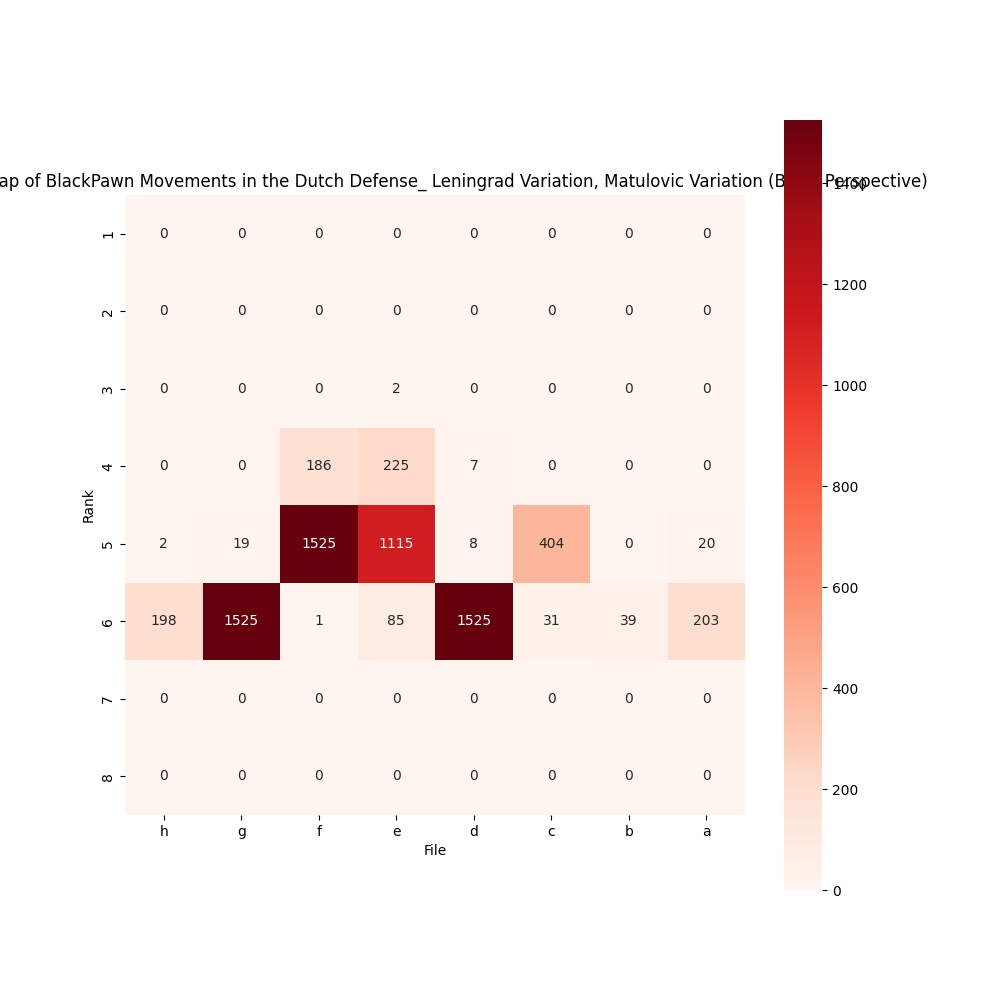 ap of BlackPawn Movements in the Dutch Defense_ Leningrad Variation, Matulovic Variation (B Perspective)
1400
1200
1000
800
600
400
200
0
Rank
1 0 0 0 0 0 0 0 0
2 0 0 0 0 0 0 0 0
3 0 0 0 2 0 0 0 0
4 0 0 186 225 7 0 0 0
5 2 19 1525 1115 8 404 0 20
6 198 1525 1 85 1525 31 39 203
7 0 0 0 0 0 0 0 0
8 0 0 0 0 0 0 0 0
h g f e d c b a
File